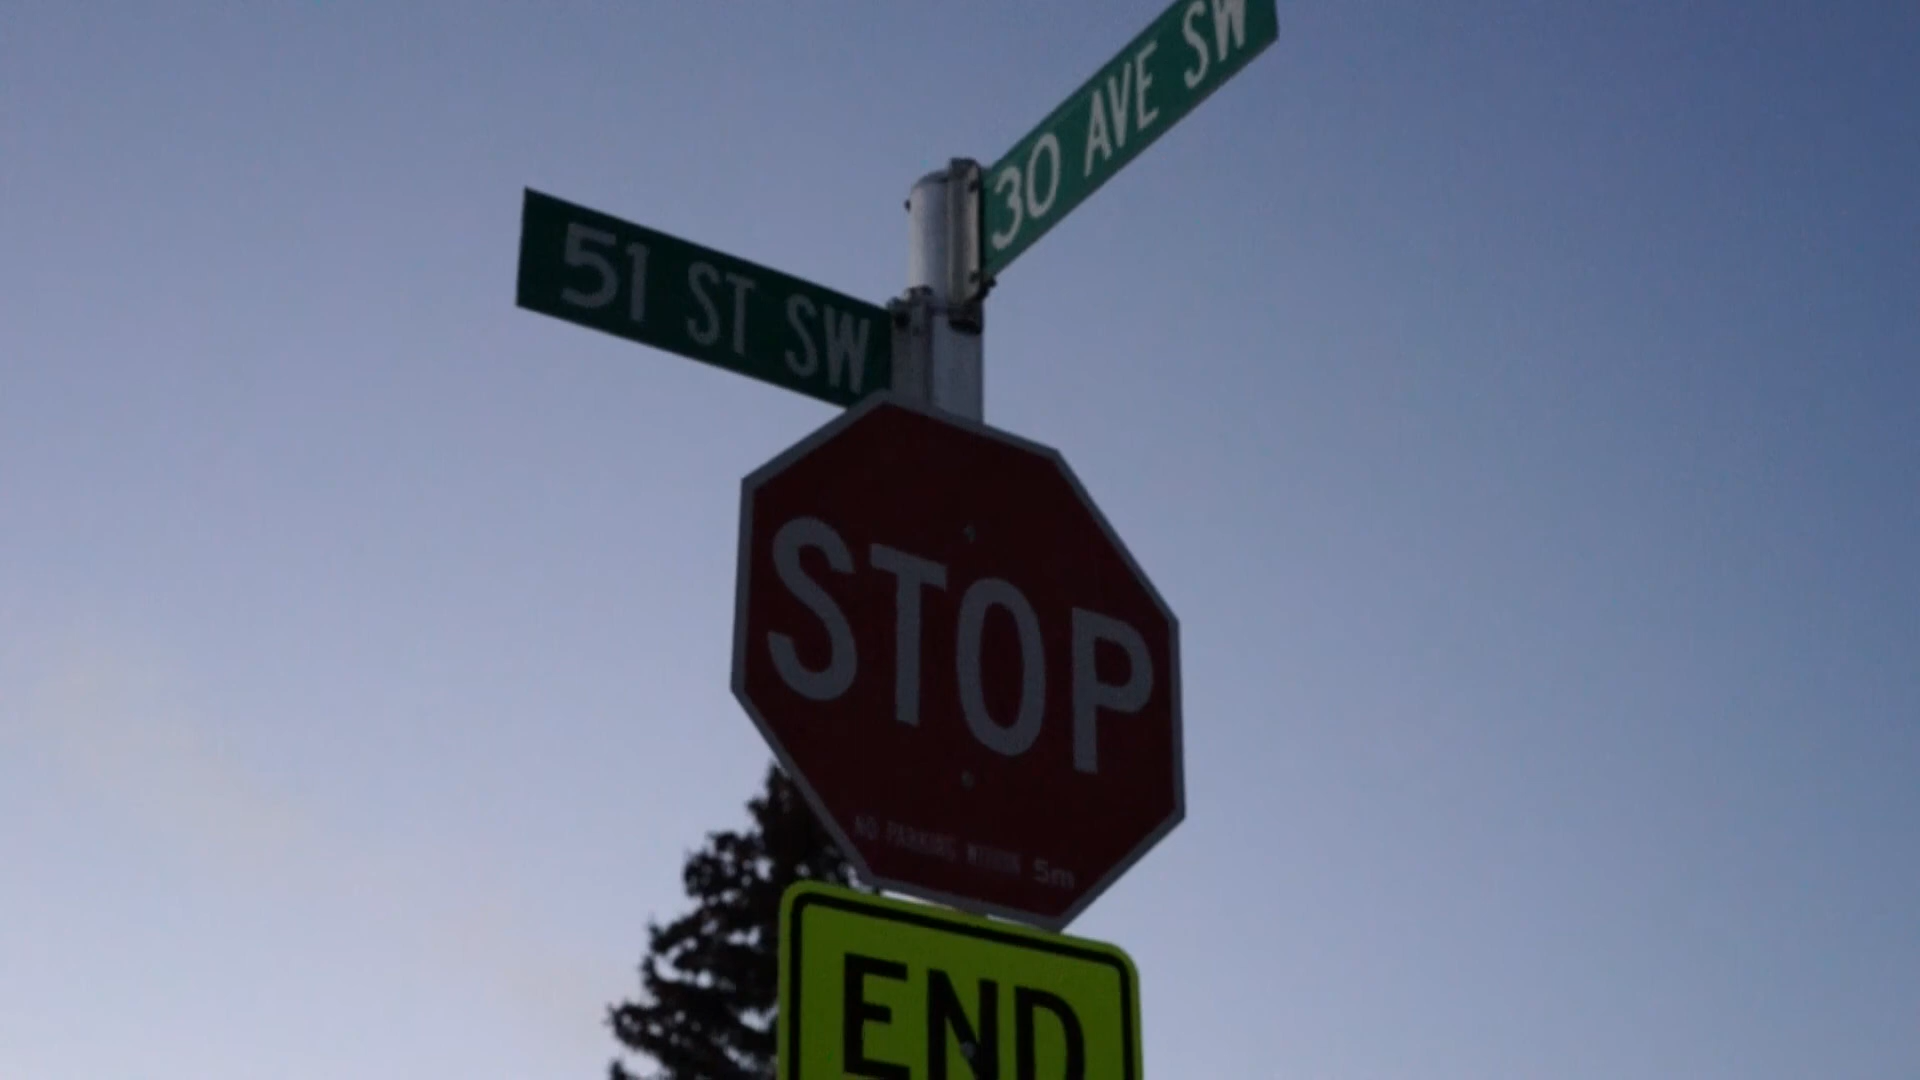 30 AVE SW
51 ST SW
STOP
NO PARKING WITHIN 5m
END